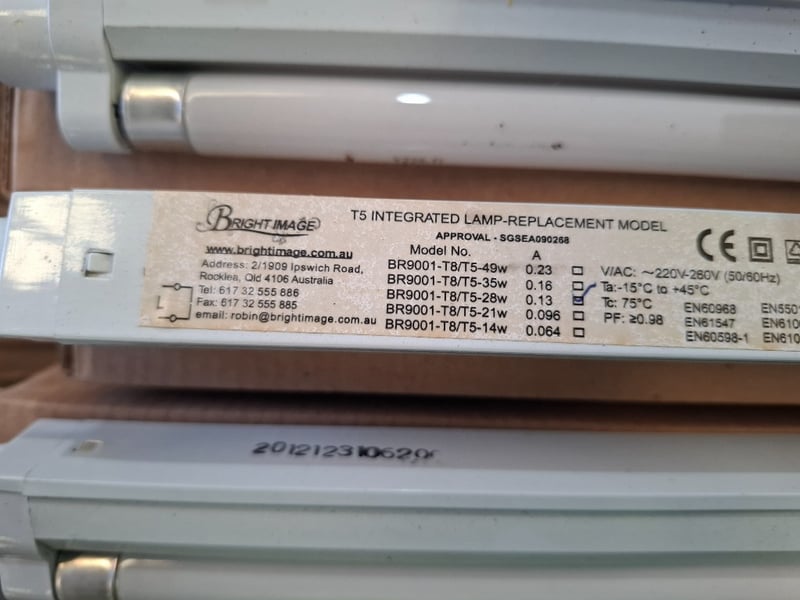 BRIGHT IMAGE
T5 INTEGRATED LAMP-REPLACEMENT MODEL
APPROVAL - SGSEA090268
www.brightimage.com.au
Address: 2/1909 Ipswich Road,
Rocklea, Qld 4106 Australia
Tel: 617 32 555 886
Fax: 617 32 555 885
email: robin@brightimage.com.au
L
Model No. A
BR9001-T8/T5-49w 0.23
BR9001-T8/T5-35w 0.16
BR9001-T8/T5-28w 0.13
BR9001-T8/T5-21w 0.096
BR9001-T8/T5-14w 0.064
CE
V/AC: ~220V-260V (50/60Hz)
Ta:-15°C to +45°C
Tc: 75°C
PF: ≥0.98
EN60968 EN5501
EN61547 EN610
EN60598-1 EN610
201212310620